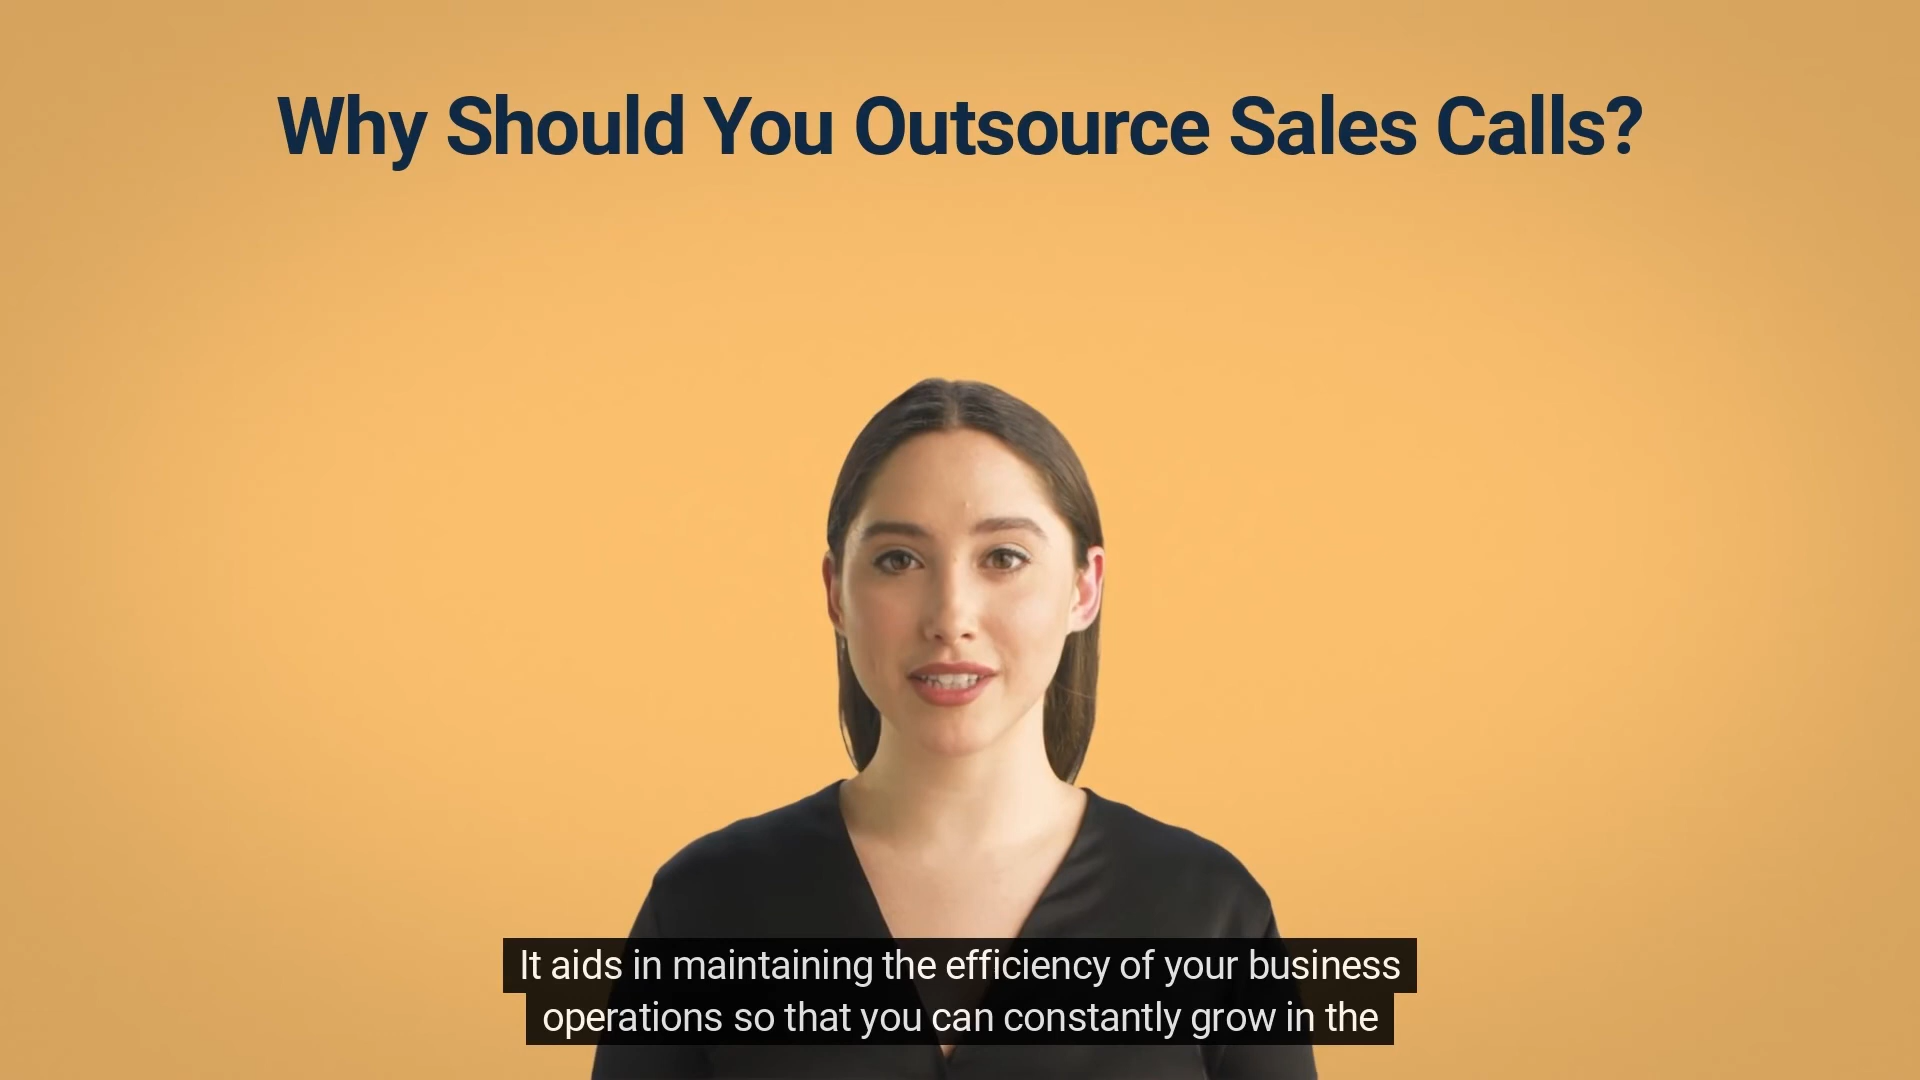 Why Should You Outsource Sales Calls?
It aids in maintaining the efficiency of your business
operations so that you can constantly grow in the